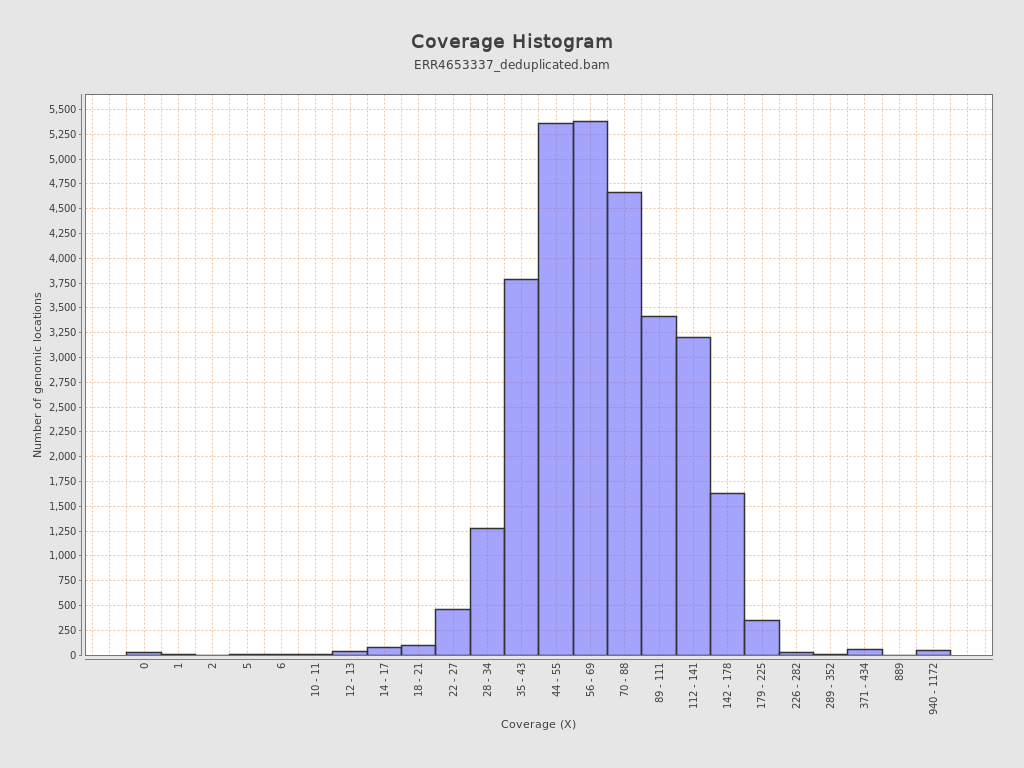 Coverage Histogram
ERR4653337_deduplicated.bam
Number of genomic locations
5,500
5,250
5,000
4,750
4,500
4,250
4,000
3,750
3,500
3,250
3,000
2,750
2,500
2,250
2,000
1,750
1,500
1,250
1,000
750
500
250
0
0
1
2
5
6
10 - 11
12 - 13
14 - 17
18 - 21
22 - 27
28 - 34
35 - 43
44 - 55
56 - 69
70 - 88
89 - 111
112 - 141
142 - 178
179 - 225
226 - 282
289 - 352
371 - 434
889
940 - 1172
Coverage (X)